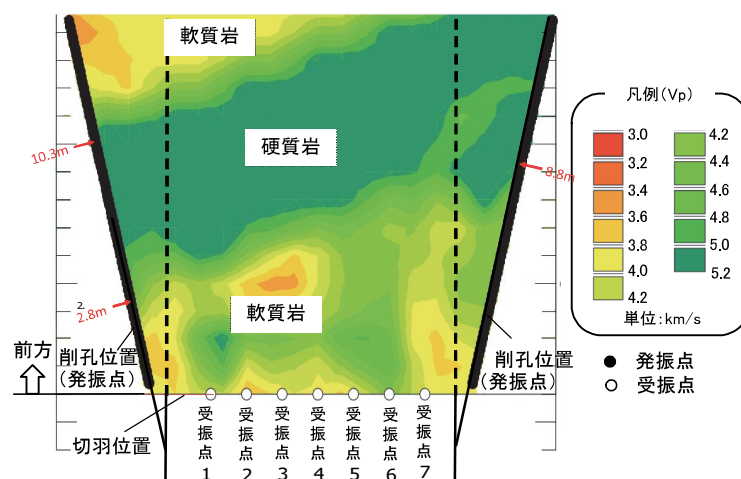 軟質岩
硬質岩
10.3m
8.8m
軟質岩
2.
2.8m
前方
削孔位置
(発振点)
削孔位置
(発振点)
切羽位置
受振点1
受振点2
受振点3
受振点4
受振点5
受振点6
受振点7
凡例(Vp)
3.0
3.2
3.4
3.6
3.8
4.0
4.2
4.2
4.4
4.6
4.8
5.0
5.2
単位:km/s
● 発振点
○ 受振点